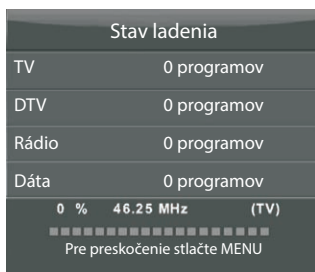 Stav ladenia
TV 0 programov
DTV 0 programov
Rádio 0 programov
Dáta 0 programov
0 % 46.25 MHz (TV)
Pre preskočenie stlačte MENU